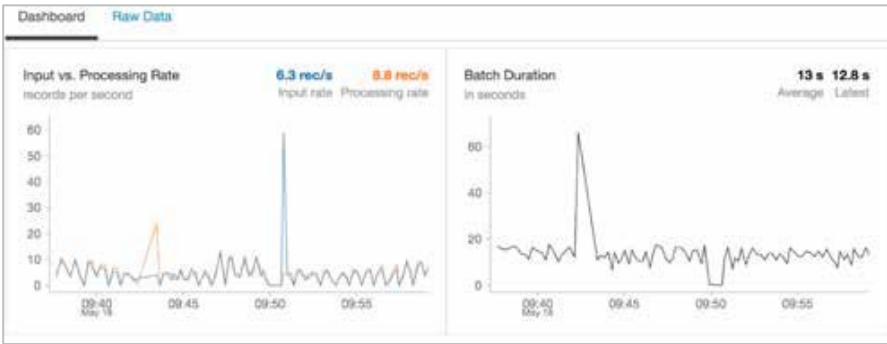 Dashboard Raw Data
Input vs. Processing Rate 6.3 rec/s 8.8 rec/s
records per second Input rate Processing rate
60
50
40
30
20
10
0
09:40 09:45 09:50 09:55
May 18
Batch Duration 13 s 12.8 s
in seconds Average Latest
60
40
20
0
09:40 09:45 09:50 09:55
May 18